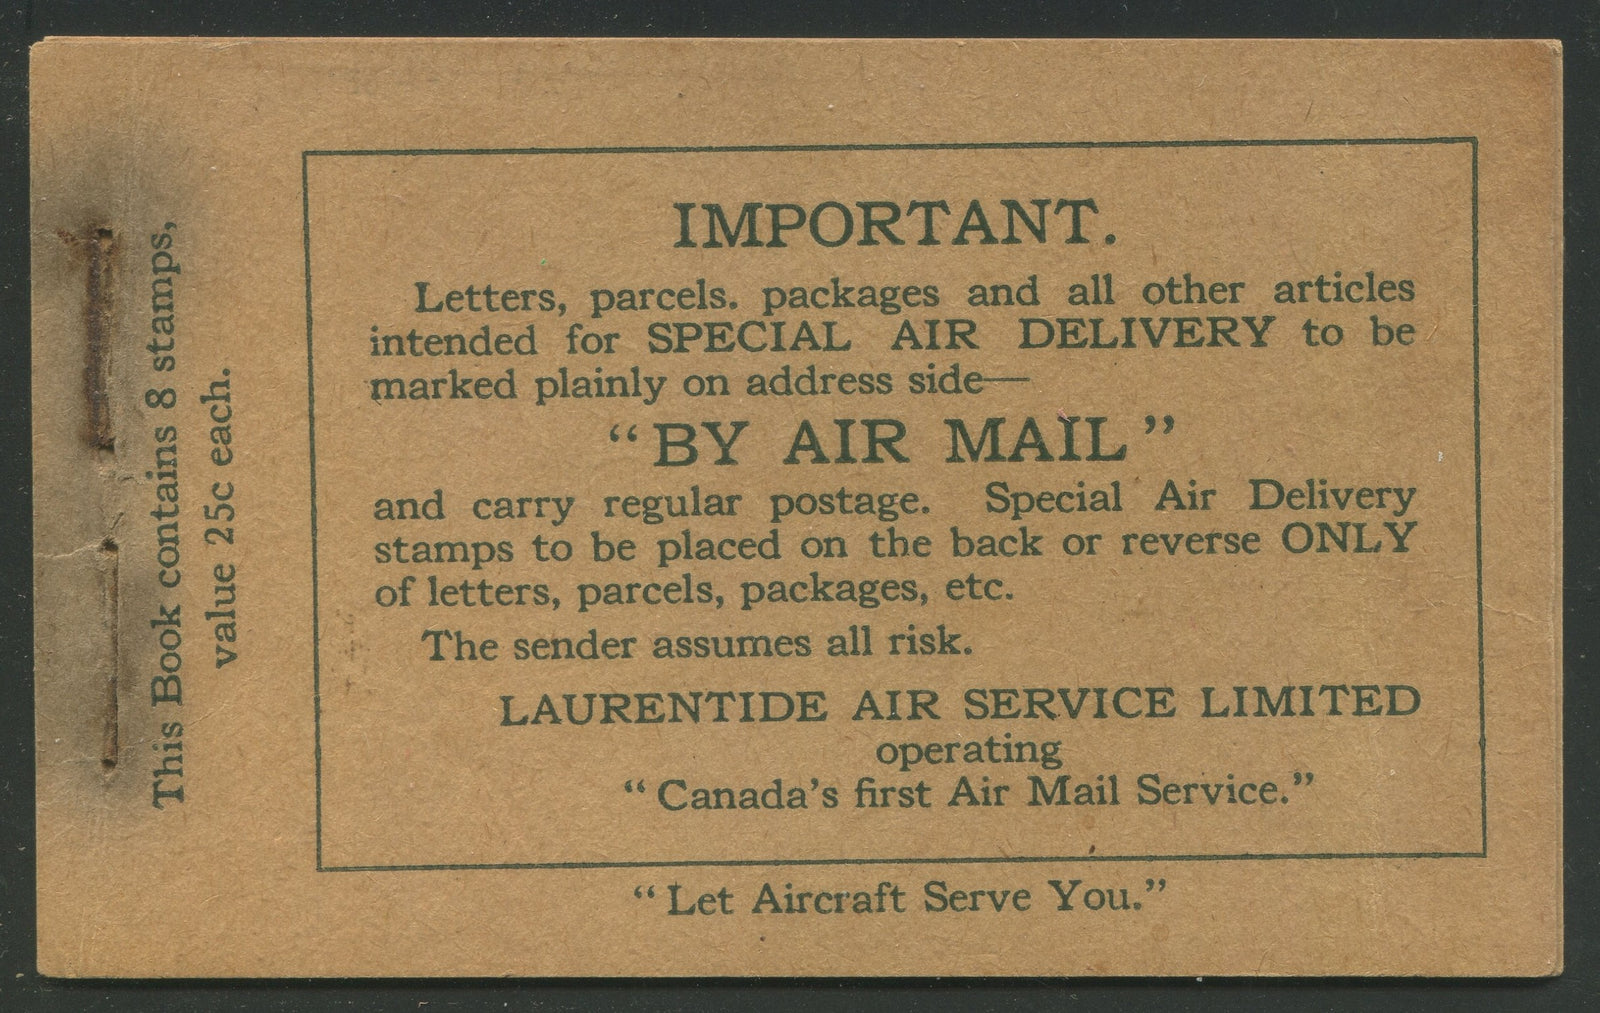 This Book contains 8 stamps,
value 25c each.
IMPORTANT.
Letters, parcels. packages and all other articles
intended for SPECIAL AIR DELIVERY to be
marked plainly on address side—
“BY AIR MAIL”
and carry regular postage. Special Air Delivery
stamps to be placed on the back or reverse ONLY
of letters, parcels, packages, etc.
The sender assumes all risk.
LAURENTIDE AIR SERVICE LIMITED
operating
“Canada's first Air Mail Service.”
“Let Aircraft Serve You.”